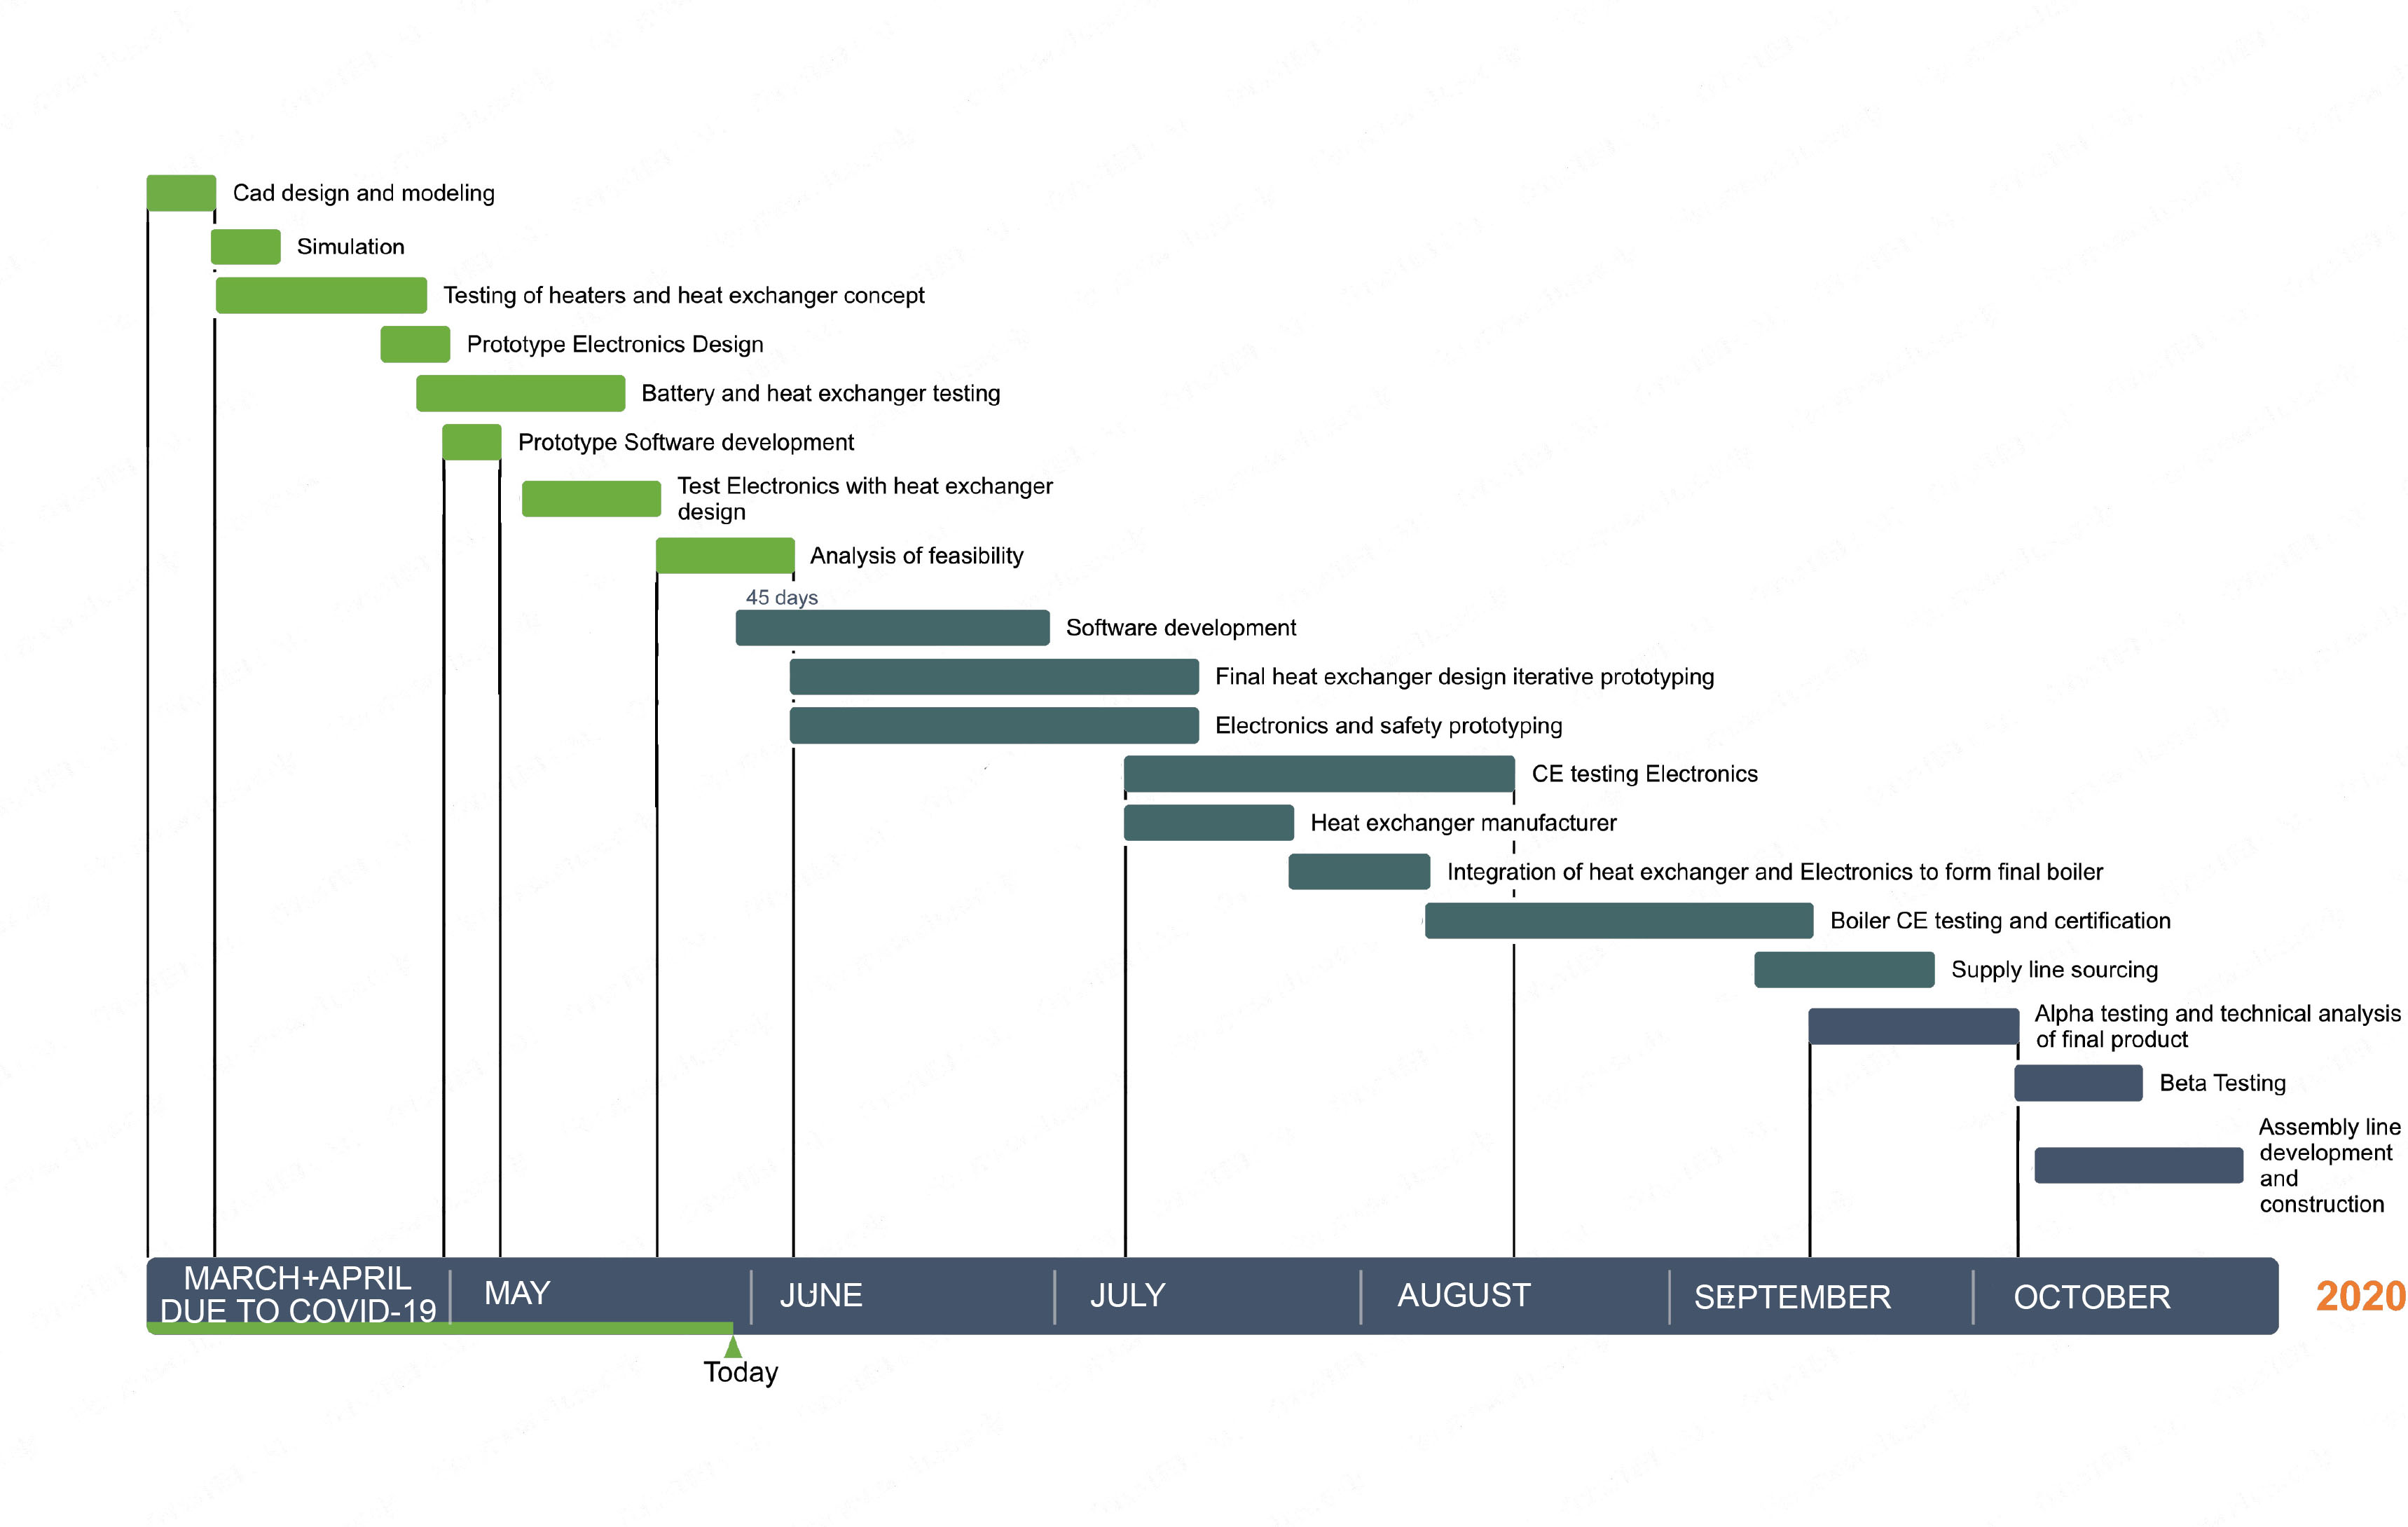 Cad design and modeling
Simulation
Testing of heaters and heat exchanger concept
Prototype Electronics Design
Battery and heat exchanger testing
Prototype Software development
Test Electronics with heat exchanger
design
Analysis of feasibility
45 days
Software development
Final heat exchanger design iterative prototyping
Electronics and safety prototyping
CE testing Electronics
Heat exchanger manufacturer
Integration of heat exchanger and Electronics to form final boiler
Boiler CE testing and certification
Supply line sourcing
Alpha testing and technical analysis
of final product
Beta Testing
Assembly line
development
and
construction
MARCH+APRIL
DUE TO COVID-19
MAY
JUNE
JULY
AUGUST
SEPTEMBER
OCTOBER
2020
Today